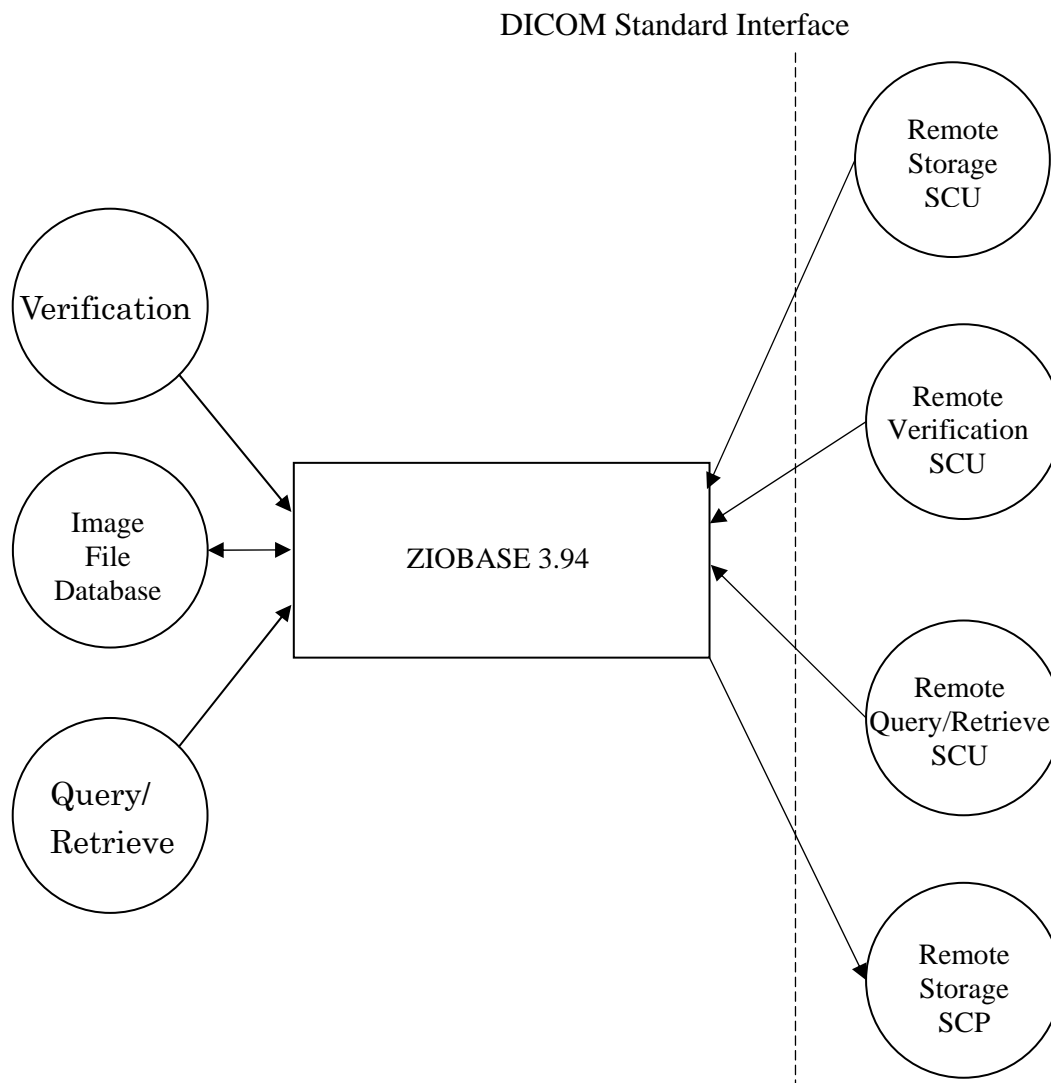 DICOM Standard Interface
Remote
Storage
SCU
Verification
Remote
Verification
SCU
Image
File
Database
ZIOBASE 3.94
Remote
Query/Retrieve
SCU
Query/
Retrieve
Remote
Storage
SCP